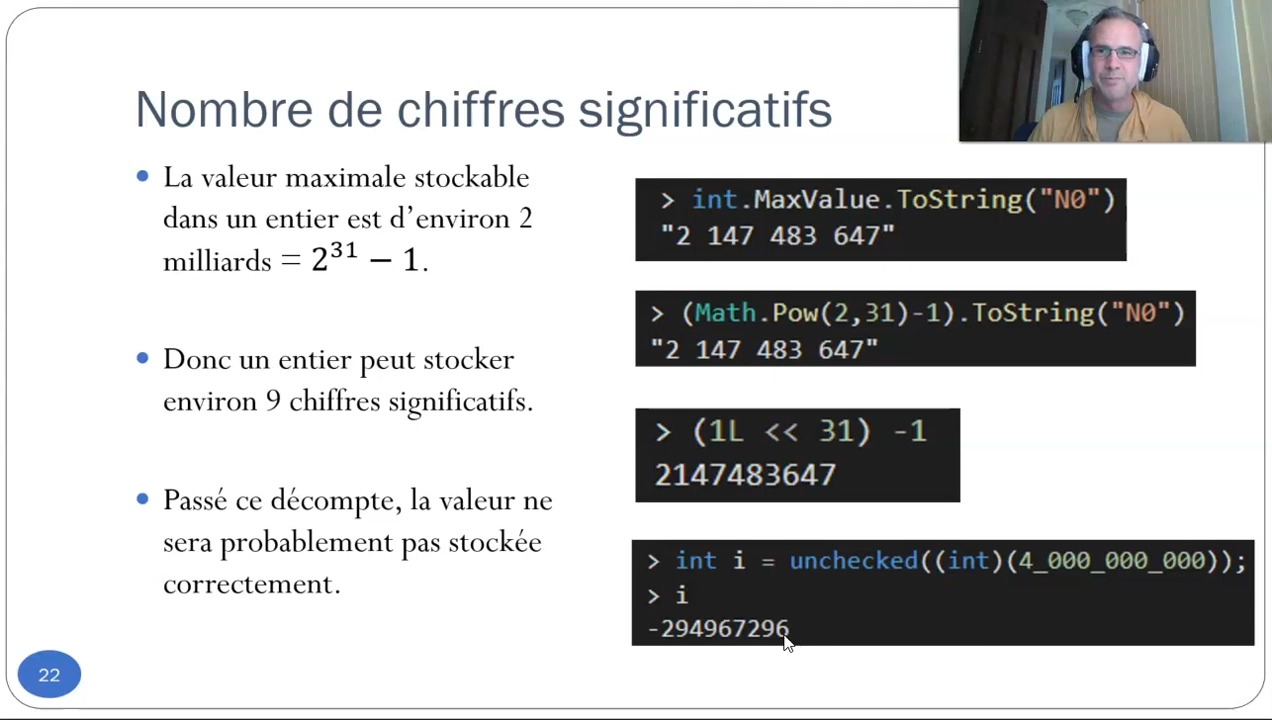 Nombre de chiffres significatifs
• La valeur maximale stockable
dans un entier est d’environ 2
milliards = 2³¹ − 1.
• Donc un entier peut stocker
environ 9 chiffres significatifs.
• Passé ce décompte, la valeur ne
sera probablement pas stockée
correctement.
> int.MaxValue.ToString("N0")
"2 147 483 647"
> (Math.Pow(2,31)-1).ToString("N0")
"2 147 483 647"
> (1L << 31) -1
2147483647
> int i = unchecked((int)(4_000_000_000));
> i
-294967296
22